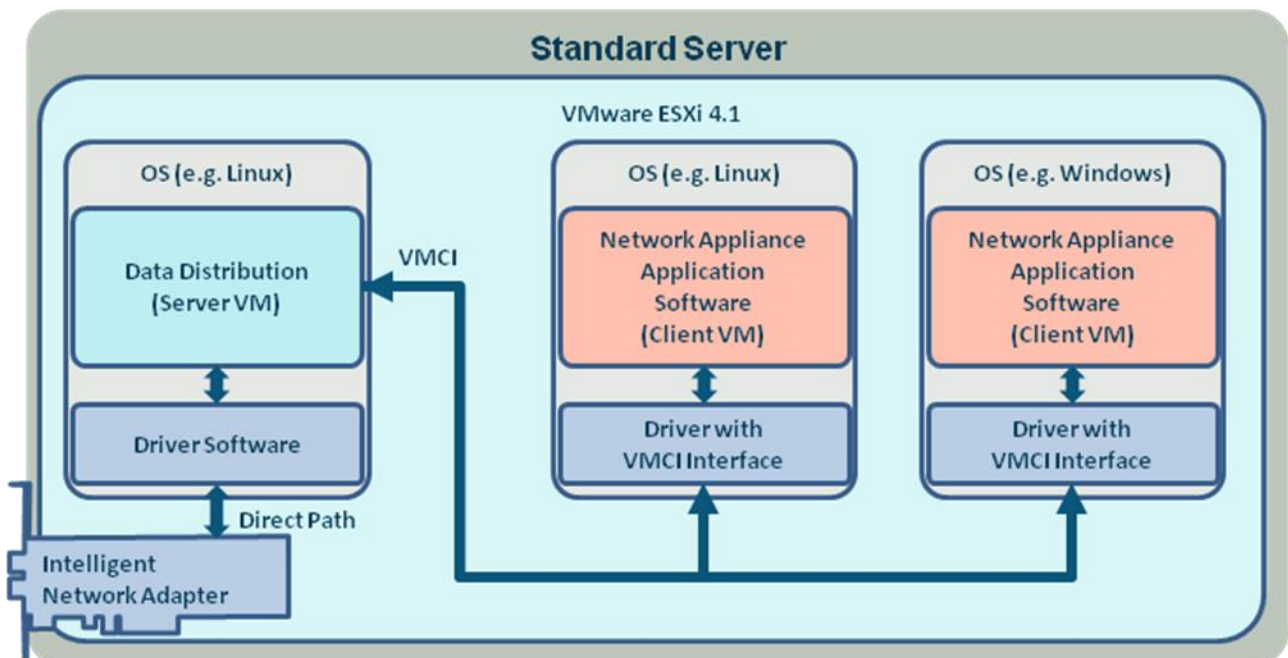 Standard Server
VMware ESXi 4.1
OS (e.g. Linux)
Data Distribution
(Server VM)
Driver Software
Direct Path
Intelligent
Network Adapter
VMCI
OS (e.g. Linux)
Network Appliance
Application
Software
(Client VM)
Driver with
VMCI Interface
OS (e.g. Windows)
Network Appliance
Application
Software
(Client VM)
Driver with
VMCI Interface